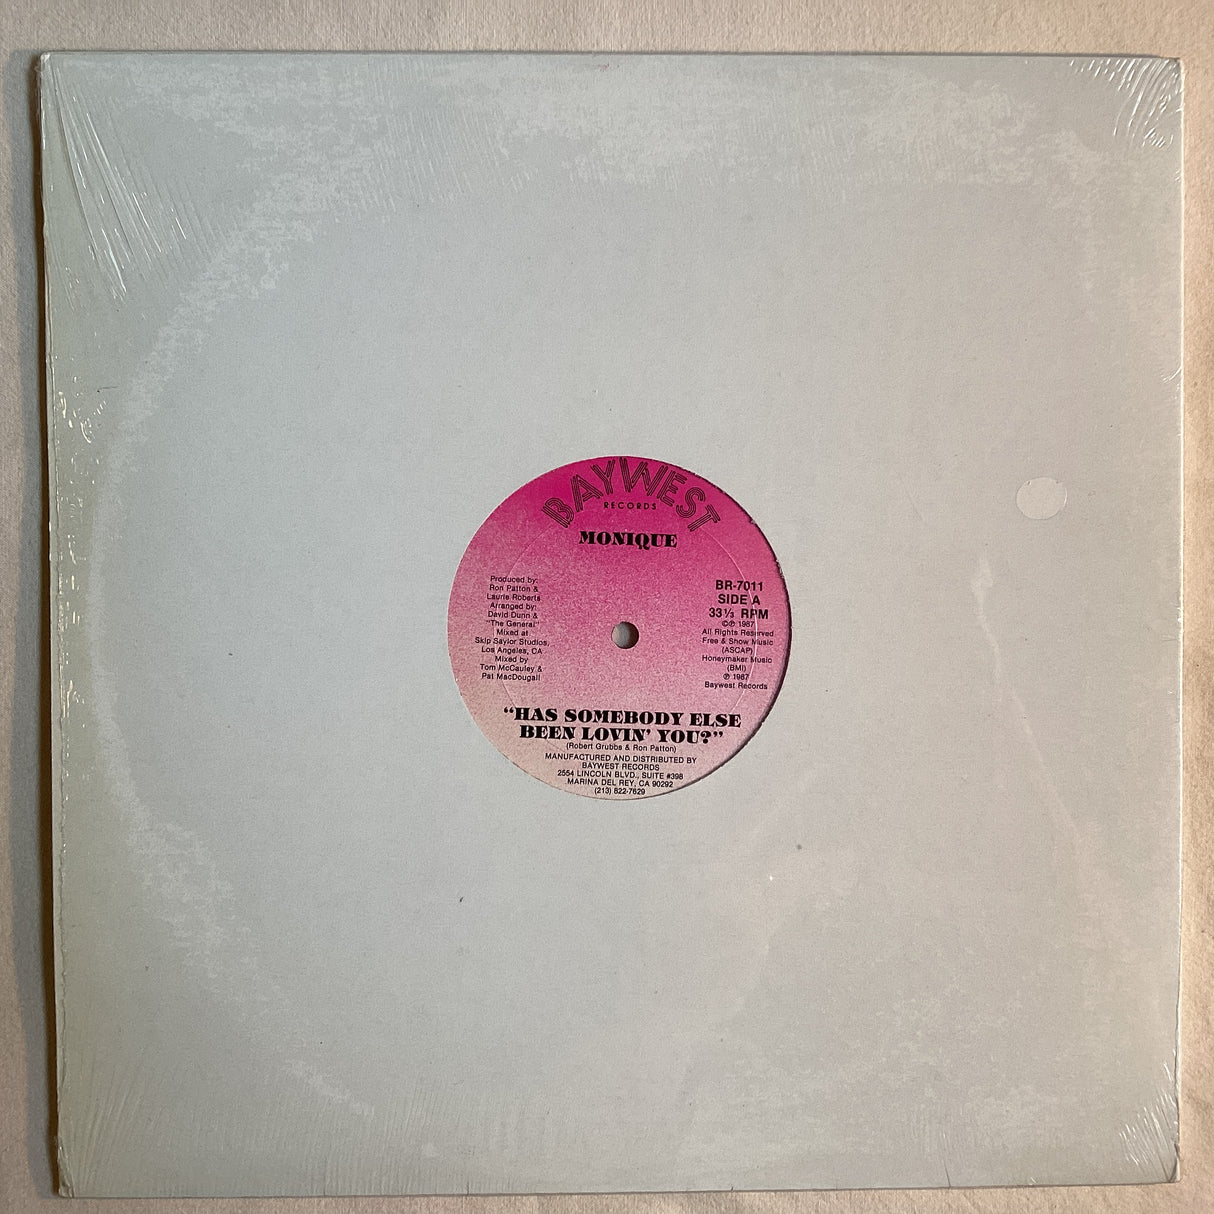 BAYWEST
RECORDS
MONIQUE
Produced by:
Ron Patton &
Laurie Roberts
Arranged by:
David Dunn &
"The General"
Mixed at
Skip Saylor Studios,
Los Angeles, CA
Mixed by
Tom McCauley &
Pat MacDougall
BR-7011
SIDE A
33⅓ RPM
©℗ 1987
All Rights Reserved
Free & Show Music
(ASCAP)
Honeymaker Music
(BMI)
℗ 1987
Baywest Records
“HAS SOMEBODY ELSE
BEEN LOVIN’ YOU?”
(Robert Grubbs & Ron Patton)
MANUFACTURED AND DISTRIBUTED BY
BAYWEST RECORDS
2554 LINCOLN BLVD., SUITE #398
MARINA DEL REY, CA 90292
(213) 822-7629